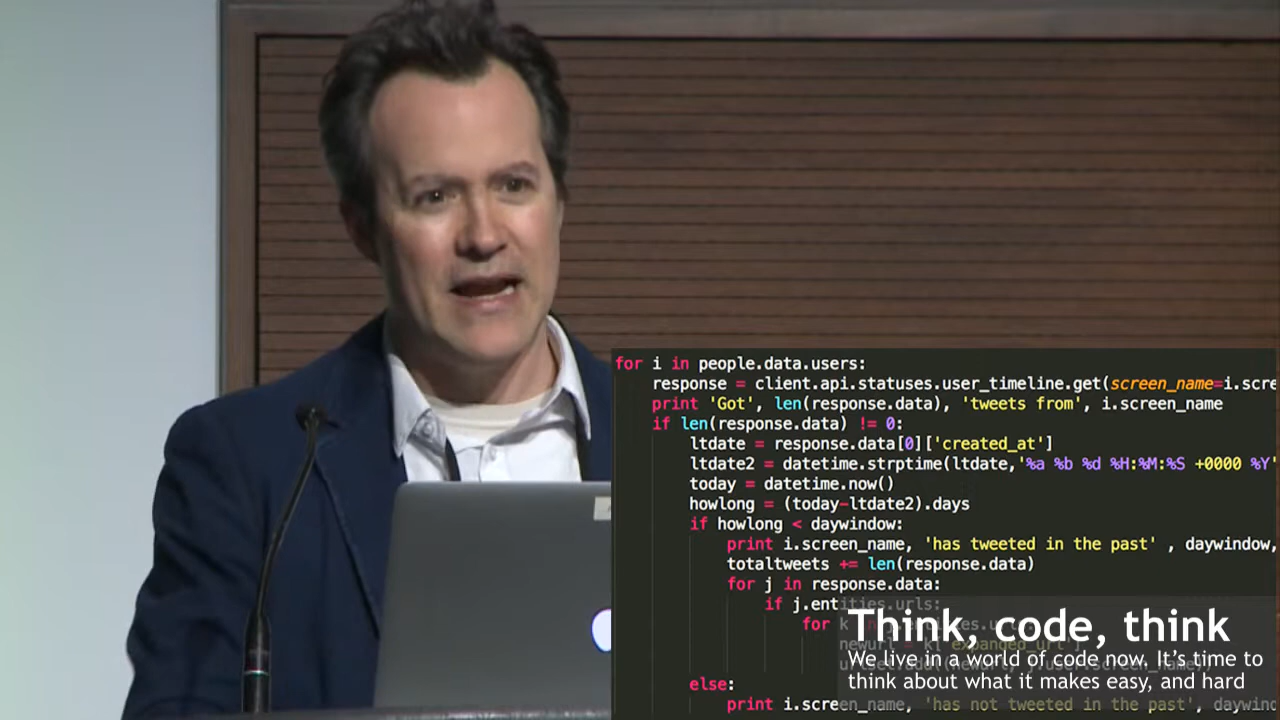 for i in people.data.users:
response = client.api.statuses.user_timeline.get(screen_name=i.scre
print 'Got', len(response.data), 'tweets from', i.screen_name
if len(response.data) != 0:
ltdate = response.data[0]['created_at']
ltdate2 = datetime.strptime(ltdate,'%a %b %d %H:%M:%S +0000 %Y'
today = datetime.now()
howlong = (today-ltdate2).days
if howlong < daywindow:
print i.screen_name, 'has tweeted in the past' , daywindow,
totaltweets += len(response.data)
for j in response.data:
if j.entities.urls:
for k
newurl = k['expanded_url']
else:
print i.screen_name, 'has not tweeted in the past', daywind
Think, code, think
We live in a world of code now. It’s time to
think about what it makes easy, and hard